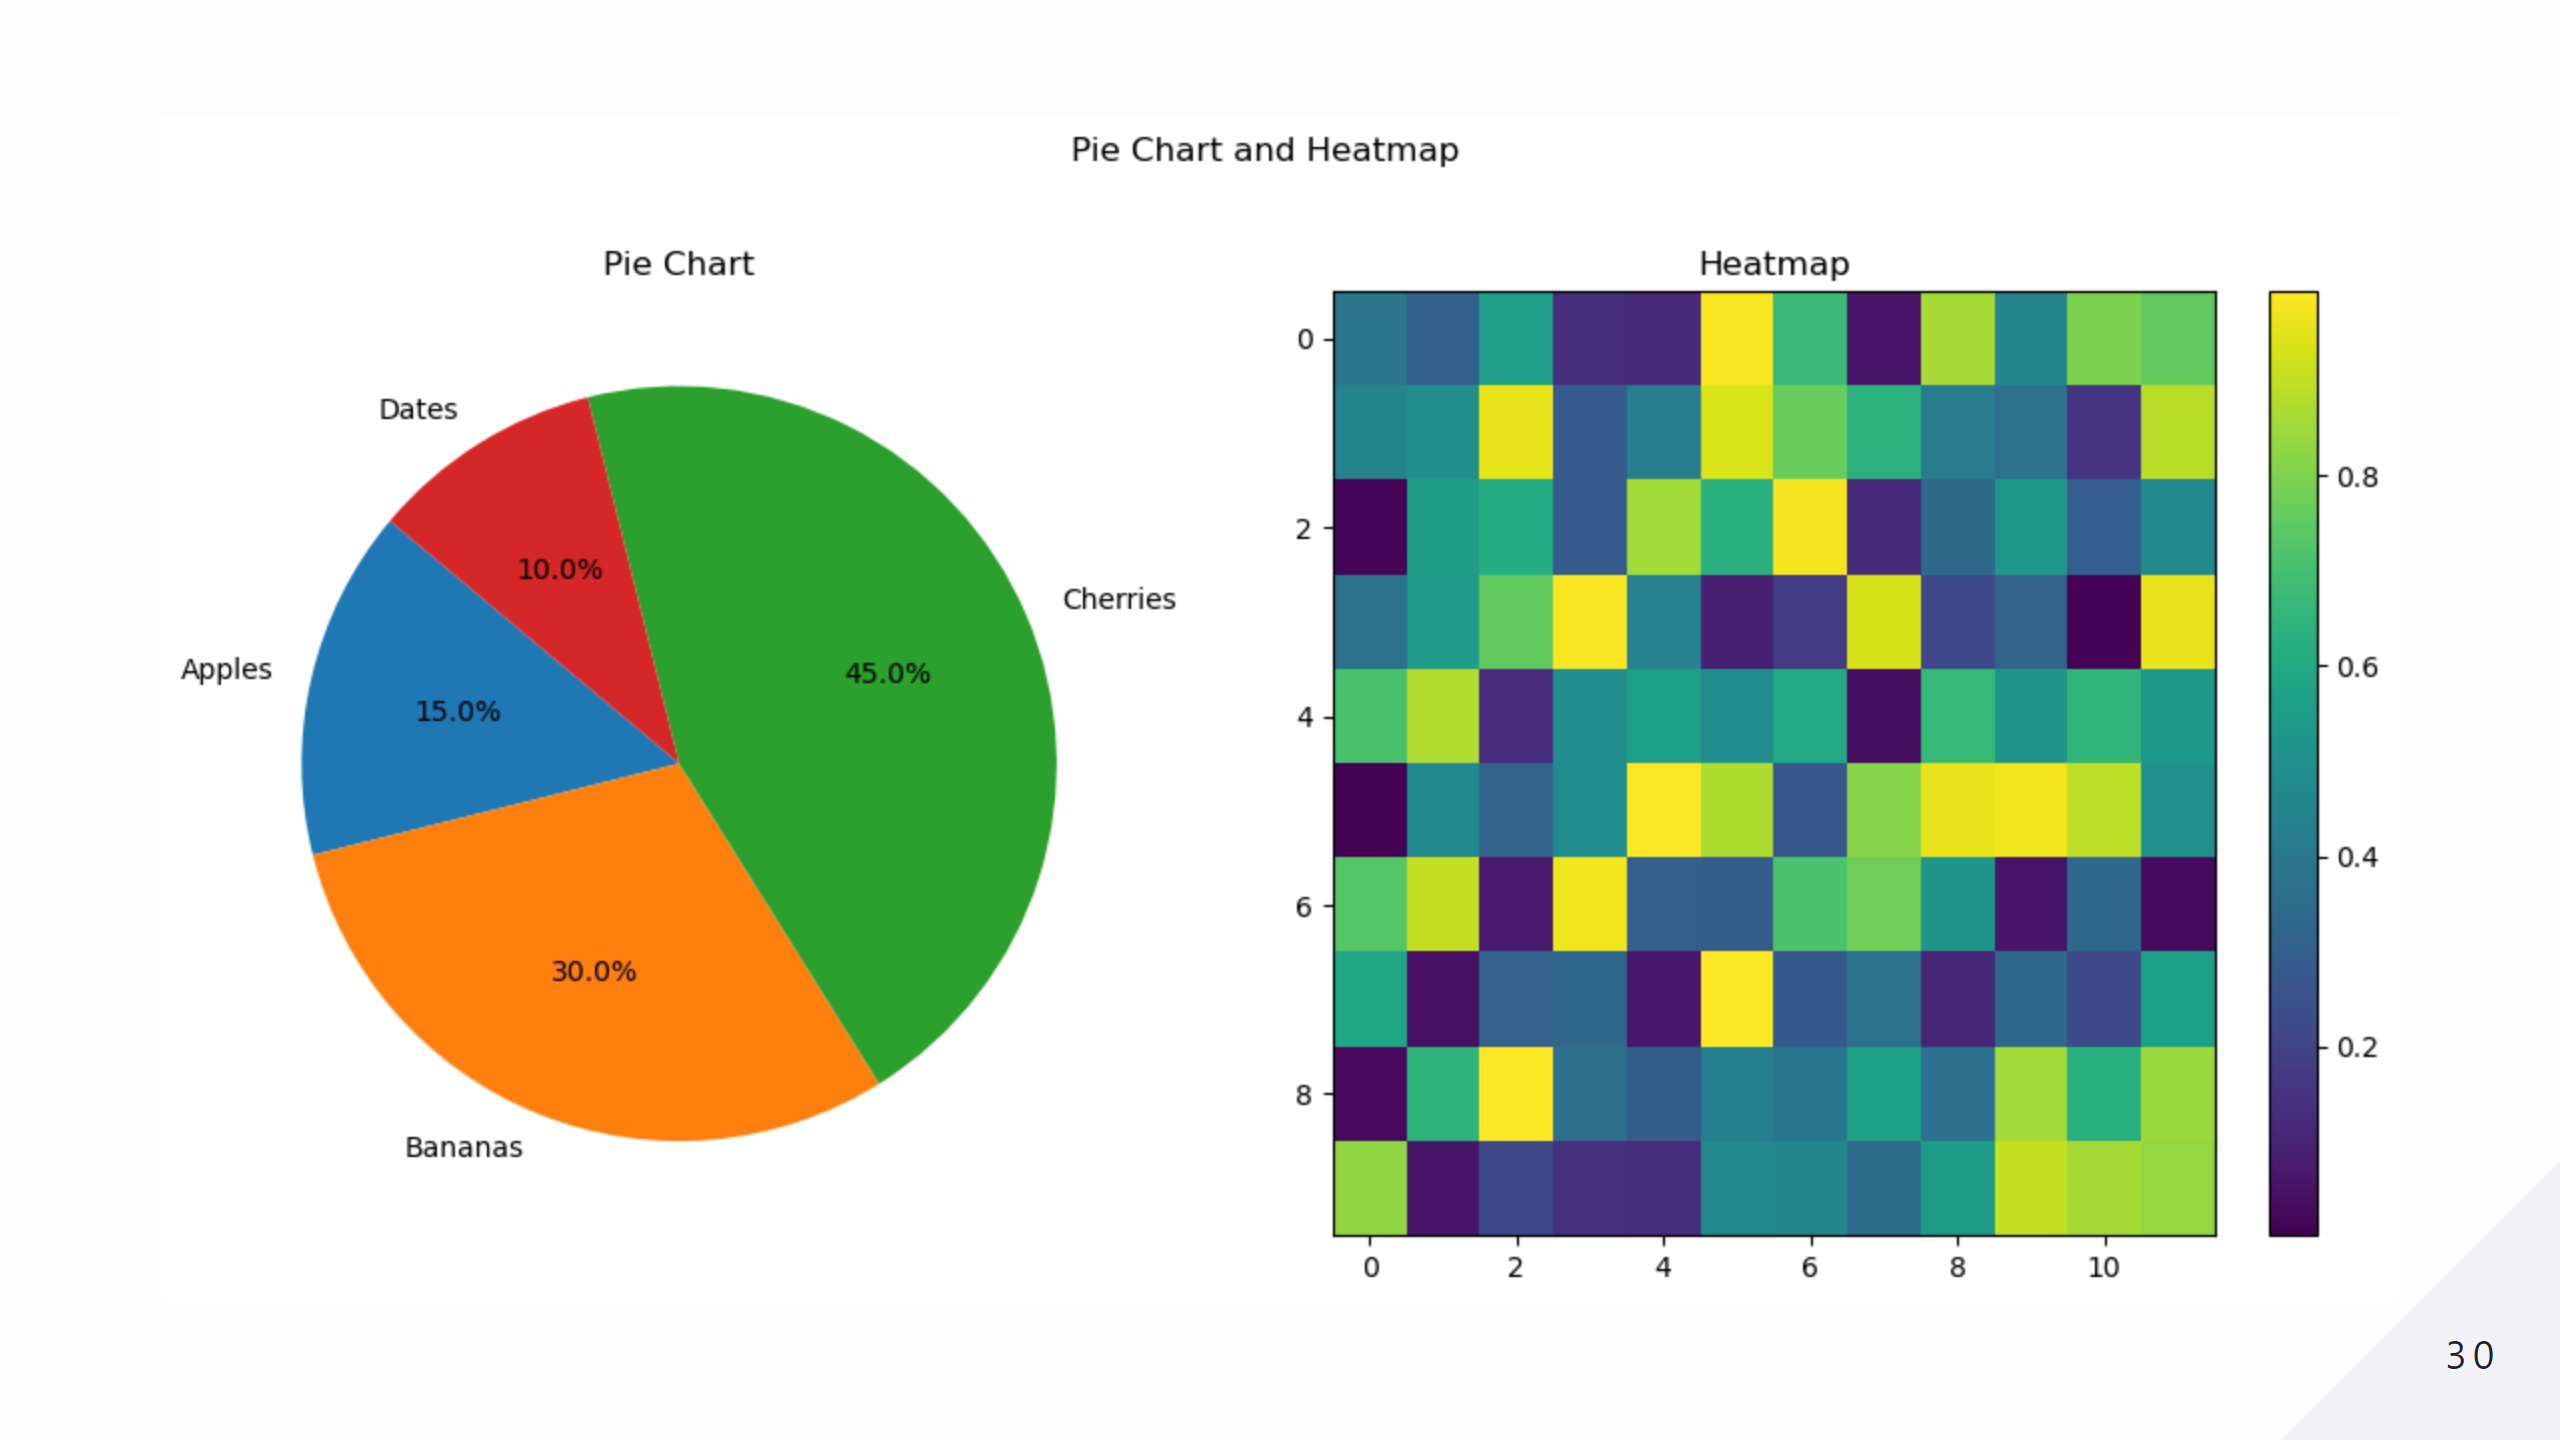 Pie Chart and Heatmap
Pie Chart
Dates
10.0%
Cherries
45.0%
Apples
15.0%
30.0%
Bananas
Heatmap
0
2
4
6
8
0 2 4 6 8 10
0.8
0.6
0.4
0.2
30